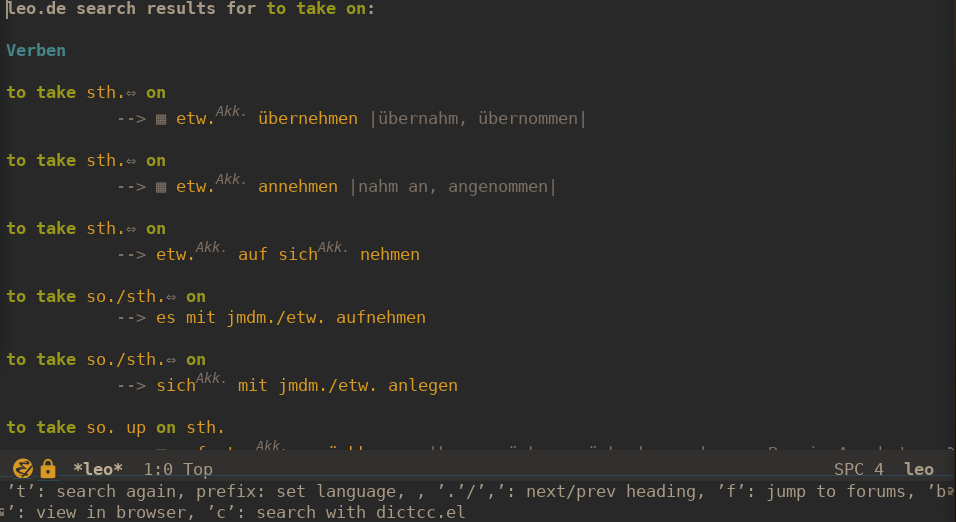 leo.de search results for to take on:
Verben
to take sth.⇔ on
--> ▦ etw.Akk. übernehmen |übernahm, übernommen|
to take sth.⇔ on
--> ▦ etw.Akk. annehmen |nahm an, angenommen|
to take sth.⇔ on
--> etw.Akk. auf sichAkk. nehmen
to take so./sth.⇔ on
--> es mit jmdm./etw. aufnehmen
to take so./sth.⇔ on
--> sichAkk. mit jmdm./etw. anlegen
to take so. up on sth.
Akk.
*leo* 1:0 Top SPC 4 leo
’t’: search again, prefix: set language, , ’.’/’,’: next/prev heading, ’f’: jump to forums, ’b
’: view in browser, ’c’: search with dictcc.el